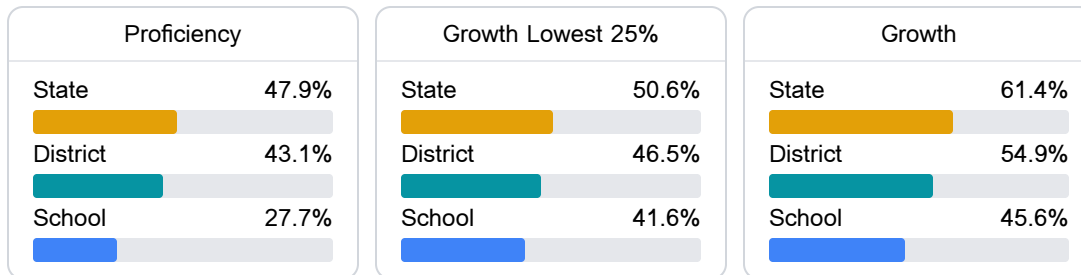 Proficiency
State 47.9%
District 43.1%
School 27.7%
Growth Lowest 25%
State 50.6%
District 46.5%
School 41.6%
Growth
State 61.4%
District 54.9%
School 45.6%